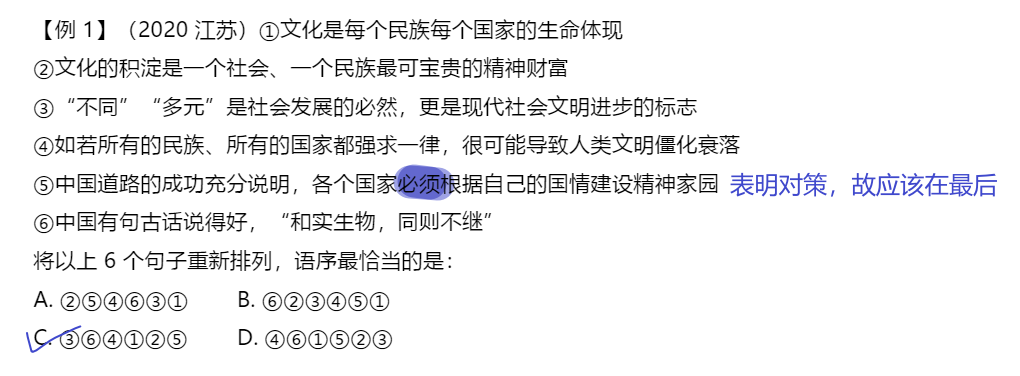 【例 1】（2020 江苏）①文化是每个民族每个国家的生命体现
②文化的积淀是一个社会、一个民族最可宝贵的精神财富
③“不同”“多元”是社会发展的必然，更是现代社会文明进步的标志
④如若所有的民族、所有的国家都强求一律，很可能导致人类文明僵化衰落
⑤中国道路的成功充分说明，各个国家必须根据自己的国情建设精神家园 表明对策，故应该在最后
⑥中国有句古话说得好，“和实生物，同则不继”
将以上 6 个句子重新排列，语序最恰当的是：
A. ②⑤④⑥③① B. ⑥②③④⑤①
C. ③⑥④①②⑤ D. ④⑥①⑤②③